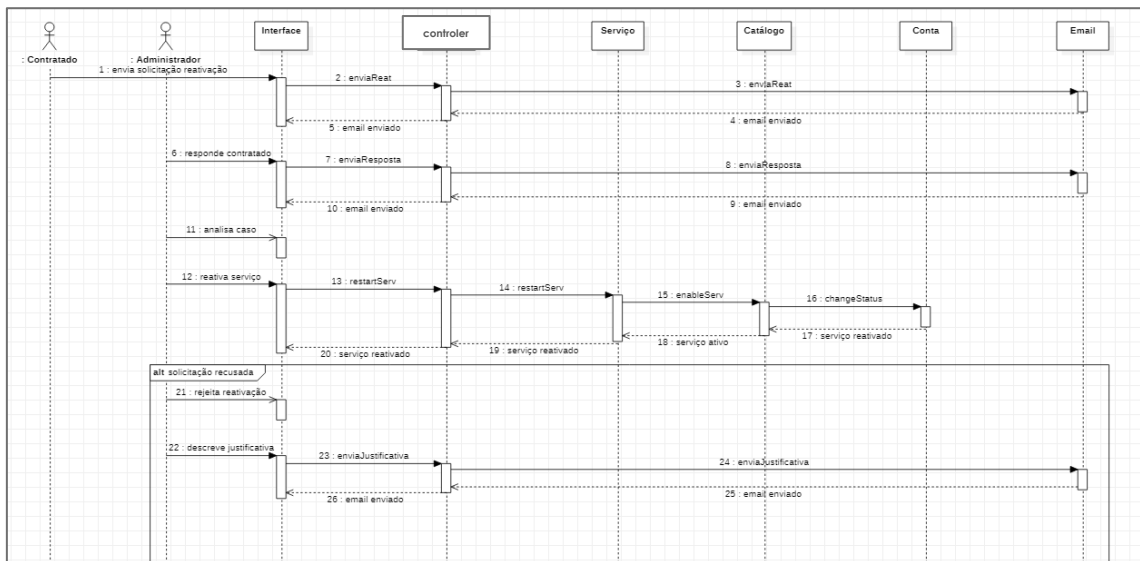 Interface
controler
Serviço
Catálogo
Conta
Email
: Contratado
: Administrador
1 : envia solicitação reativação
2 : enviaReat
3 : enviaReat
4 : email enviado
5 : email enviado
6 : responde contratado
7 : enviaResposta
8 : enviaResposta
9 : email enviado
10 : email enviado
11 : analisa caso
12 : reativa serviço
13 : restartServ
14 : restartServ
15 : enableServ
16 : changeStatus
17 : serviço reativado
18 : serviço ativo
19 : serviço reativado
20 : serviço reativado
alt solicitação recusada
21 : rejeita reativação
22 : descreve justificativa
23 : enviaJustificativa
24 : enviaJustificativa
25 : email enviado
26 : email enviado